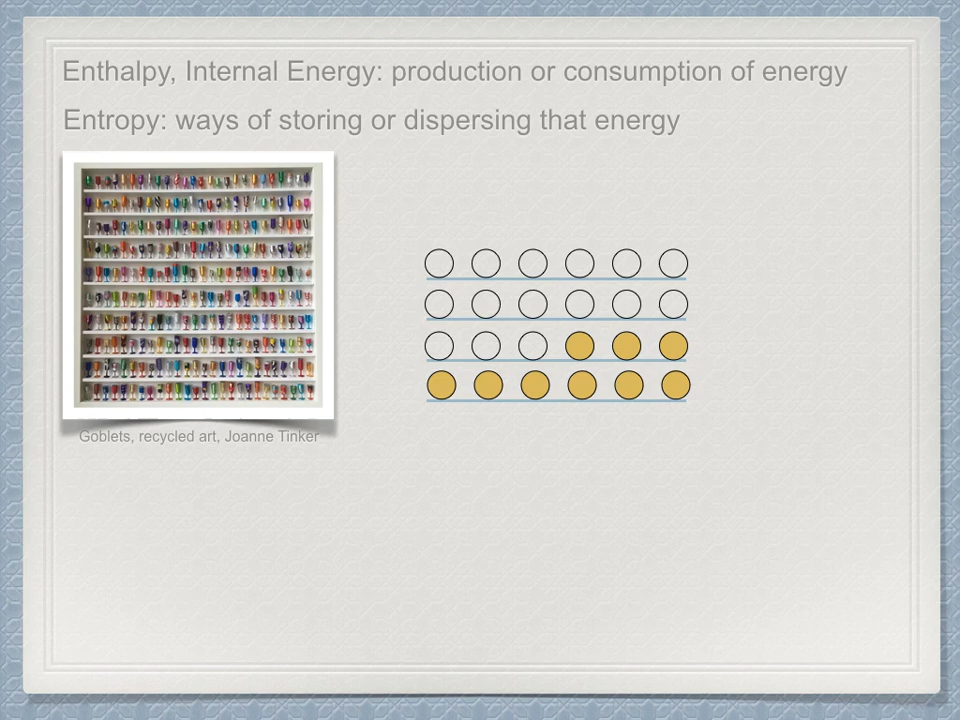 Enthalpy, Internal Energy: production or consumption of energy
Entropy: ways of storing or dispersing that energy
Goblets, recycled art, Joanne Tinker